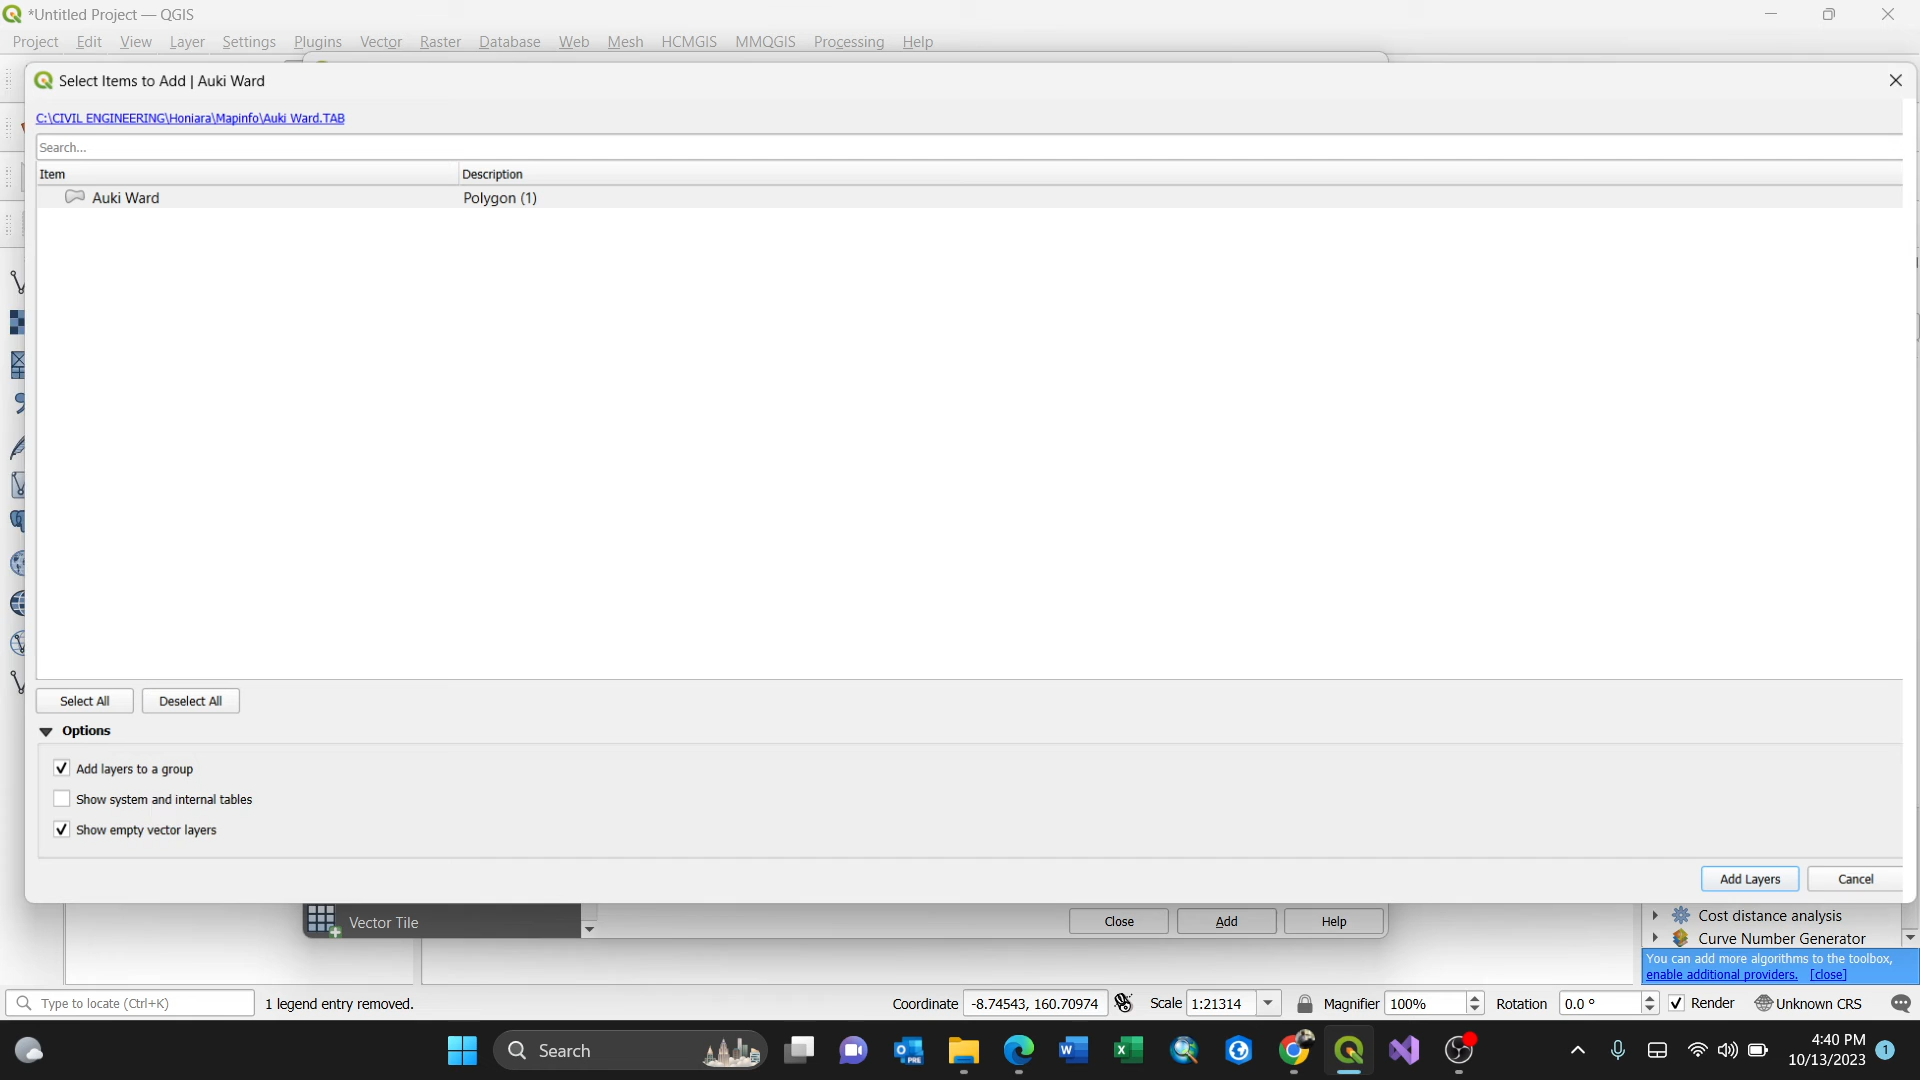 *Untitled Project — QGIS
Project Edit View Layer Settings Plugins Vector Raster Database Web Mesh HCMGIS MMQGIS Processing Help
Select Items to Add | Auki Ward
C:\CIVIL ENGINEERING\Honiara\Mapinfo\Auki Ward.TAB
Search...
Item Description
Auki Ward Polygon (1)
Select All Deselect All
Options
Add layers to a group
Show system and internal tables
Show empty vector layers
Add Layers Cancel
Vector Tile Close Add Help
Cost distance analysis
Curve Number Generator
You can add more algorithms to the toolbox,
enable additional providers. [close]
Type to locate (Ctrl+K) 1 legend entry removed. Coordinate -8.74543, 160.70974 Scale 1:21314 Magnifier 100% Rotation 0.0 ° Render Unknown CRS
Search 4:40 PM
10/13/2023 1